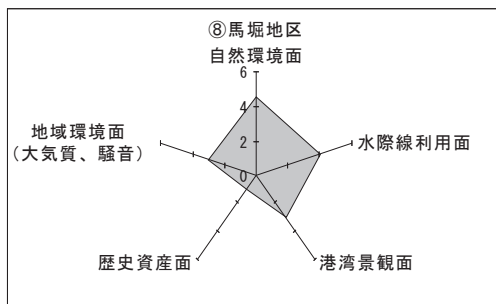 ⑧馬堀地区
自然環境面
6
4
2
0
地域環境面
（大気質、騒音）
水際線利用面
歴史資産面
港湾景観面